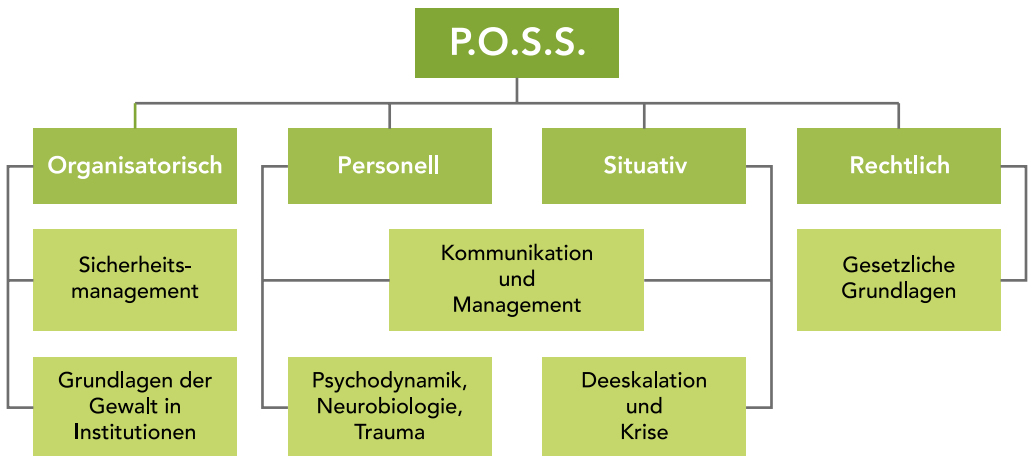 P.O.S.S.
Organisatorisch
Personell
Situativ
Rechtlich
Sicherheits-
management
Kommunikation
und
Management
Gesetzliche
Grundlagen
Grundlagen der
Gewalt in
Institutionen
Psychodynamik,
Neurobiologie,
Trauma
Deeskalation
und
Krise